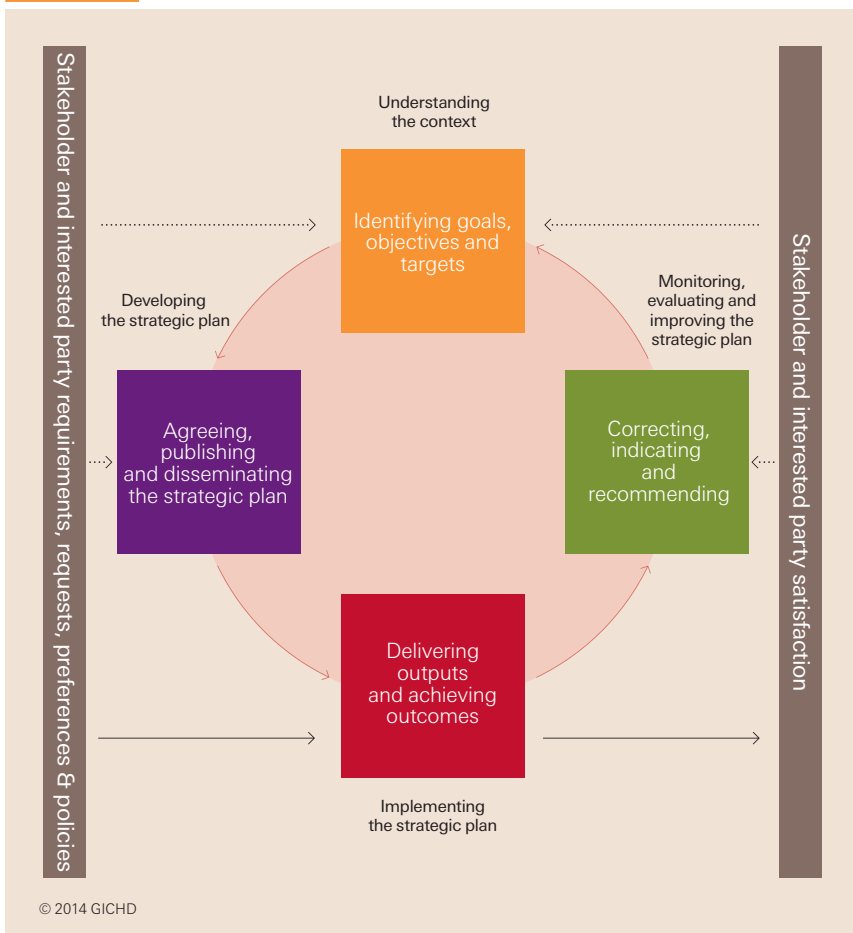 Stakeholder and interested party requirements, requests, preferences & policies
Understanding
the context
Identifying goals,
objectives and
targets
Developing
the strategic plan
Monitoring,
evaluating and
improving the
strategic plan
Agreeing,
publishing
and disseminating
the strategic plan
Correcting,
indicating
and
recommending
Delivering
outputs
and achieving
outcomes
Implementing
the strategic plan
Stakeholder and interested party satisfaction
© 2014 GICHD